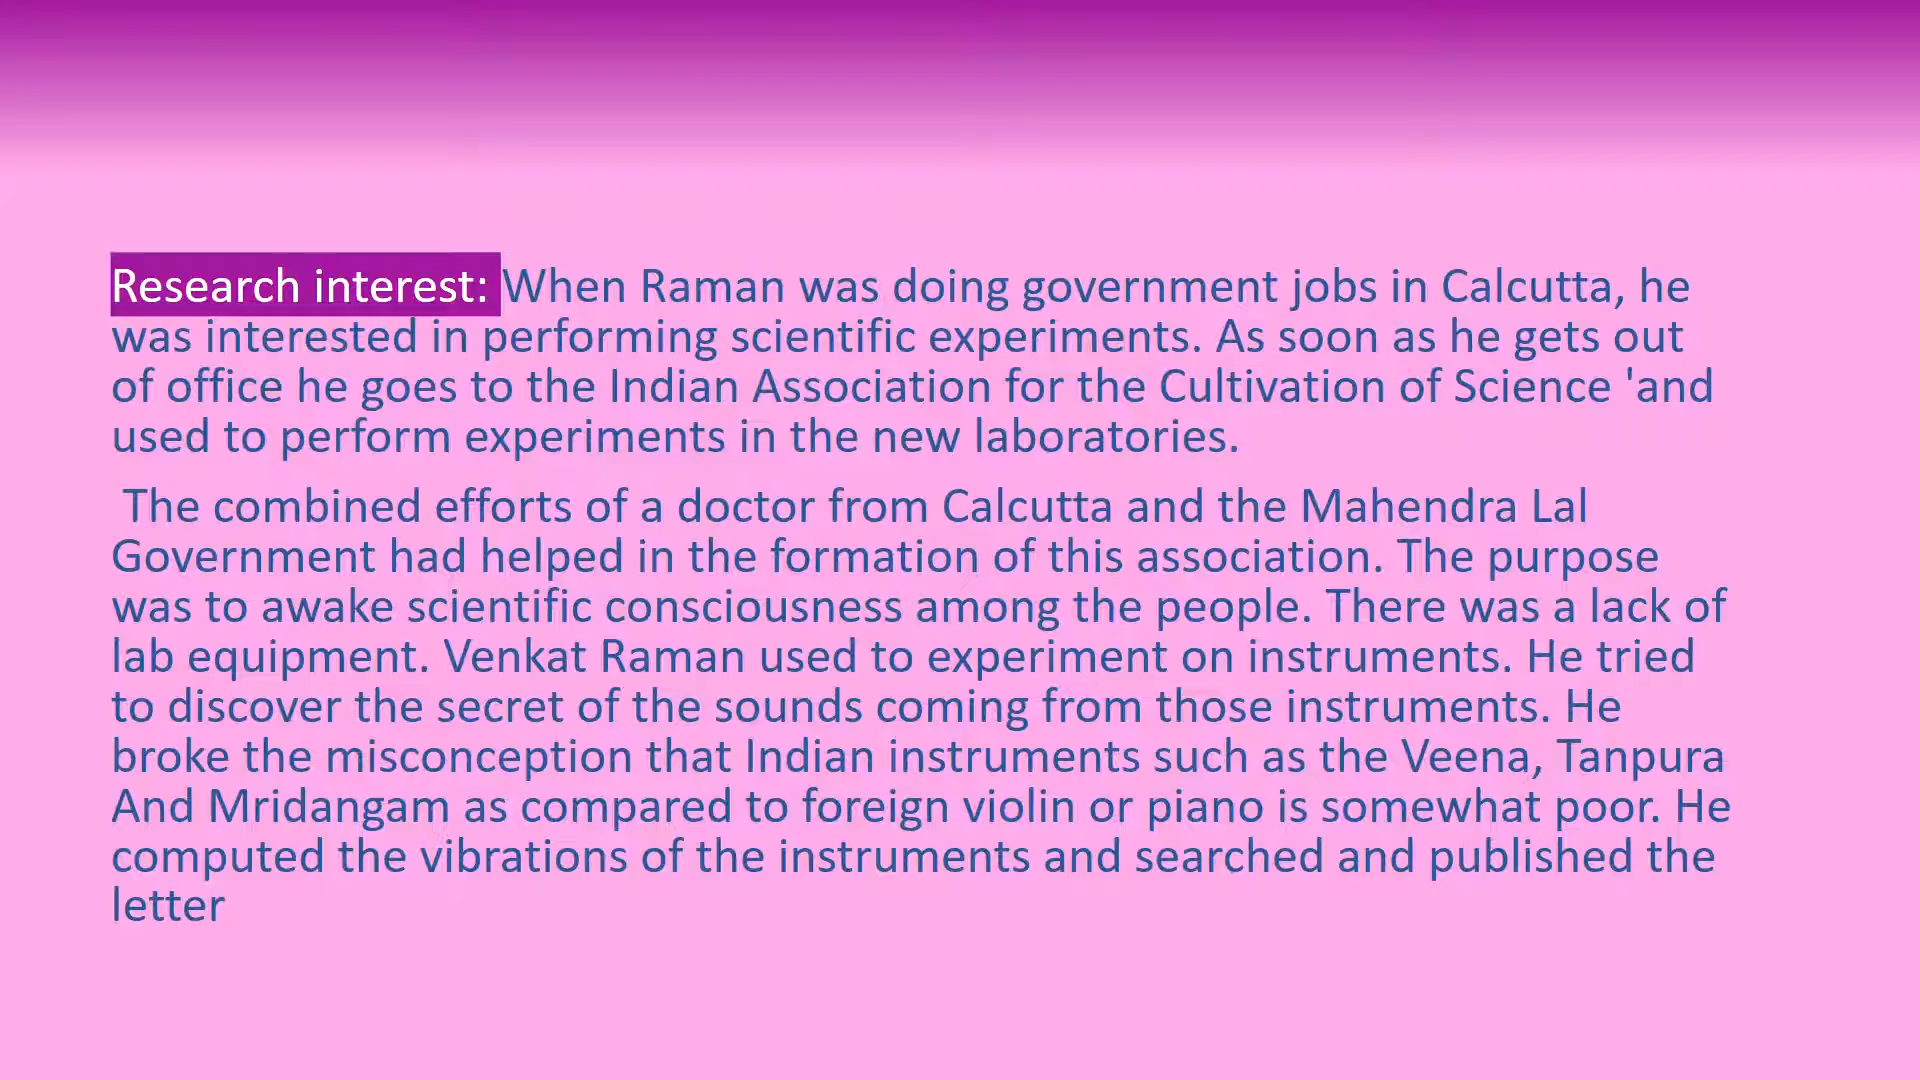 Research interest: When Raman was doing government jobs in Calcutta, he
was interested in performing scientific experiments. As soon as he gets out
of office he goes to the Indian Association for the Cultivation of Science 'and
used to perform experiments in the new laboratories.
The combined efforts of a doctor from Calcutta and the Mahendra Lal
Government had helped in the formation of this association. The purpose
was to awake scientific consciousness among the people. There was a lack of
lab equipment. Venkat Raman used to experiment on instruments. He tried
to discover the secret of the sounds coming from those instruments. He
broke the misconception that Indian instruments such as the Veena, Tanpura
And Mridangam as compared to foreign violin or piano is somewhat poor. He
computed the vibrations of the instruments and searched and published the
letter